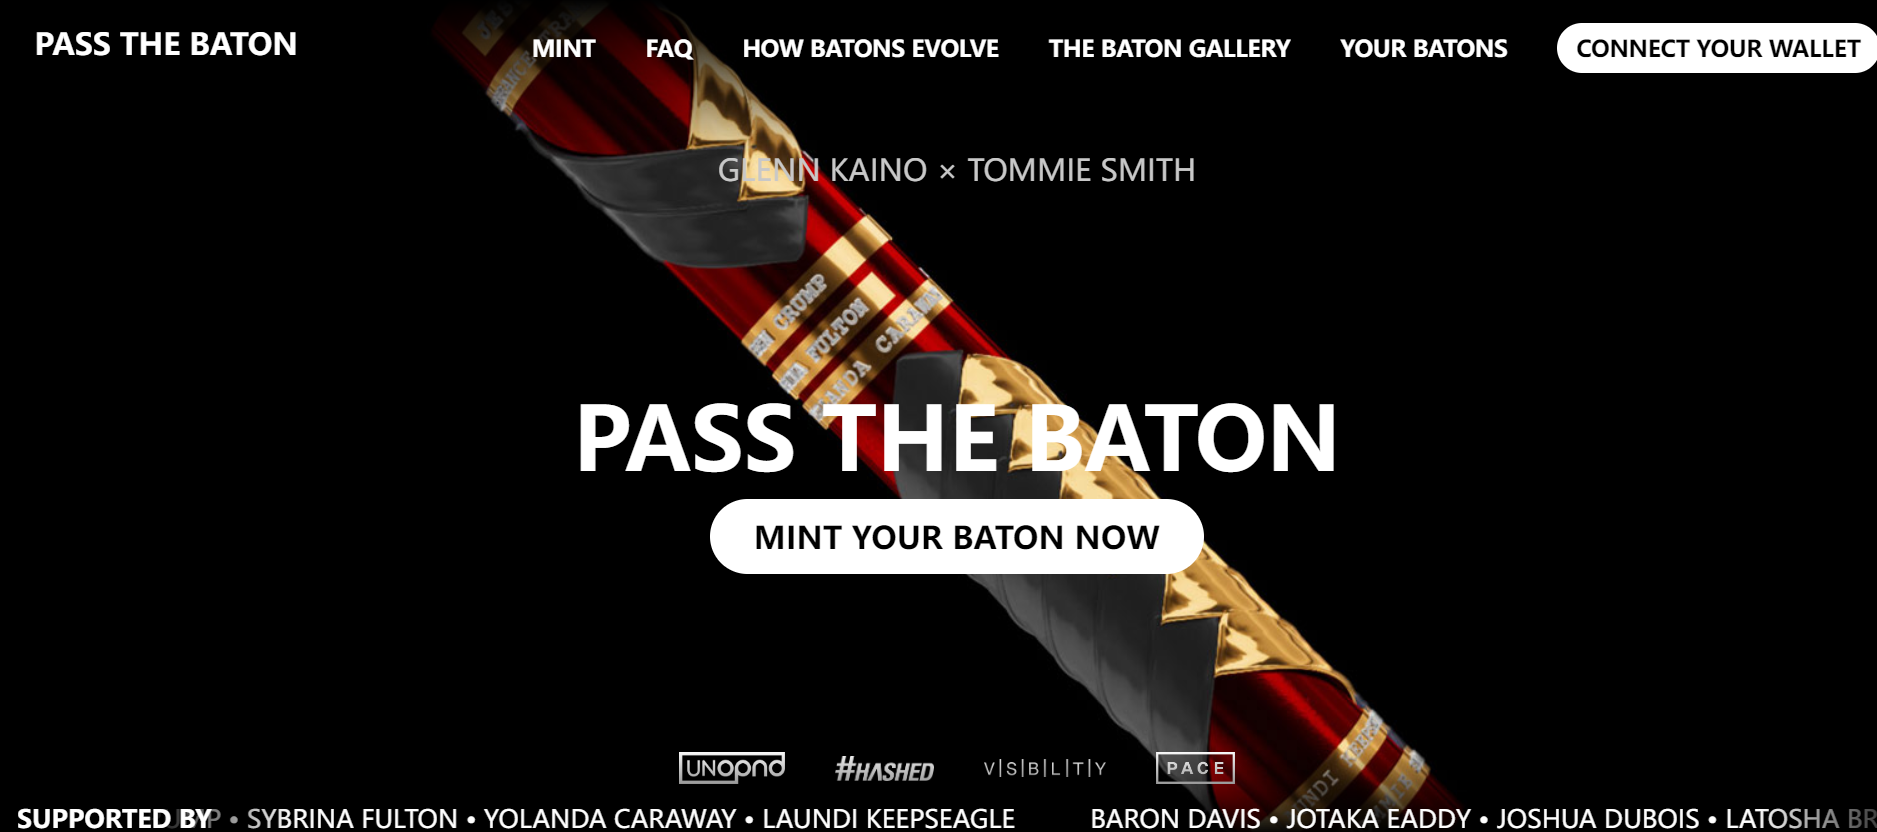 PASS THE BATON
MINT
FAQ
HOW BATONS EVOLVE
THE BATON GALLERY
YOUR BATONS
CONNECT YOUR WALLET
GLENN KAINO × TOMMIE SMITH
CRUMP
FULTON
PASS THE BATON
MINT YOUR BATON NOW
UNOPND
#HASHED
V|S|B|L|T|Y
PACE
SUPPORTED BY • SYBRINA FULTON • YOLANDA CARAWAY • LAUNDI KEEPSEAGLE BARON DAVIS • JOTAKA EADDY • JOSHUA DUBOIS • LATOSHA